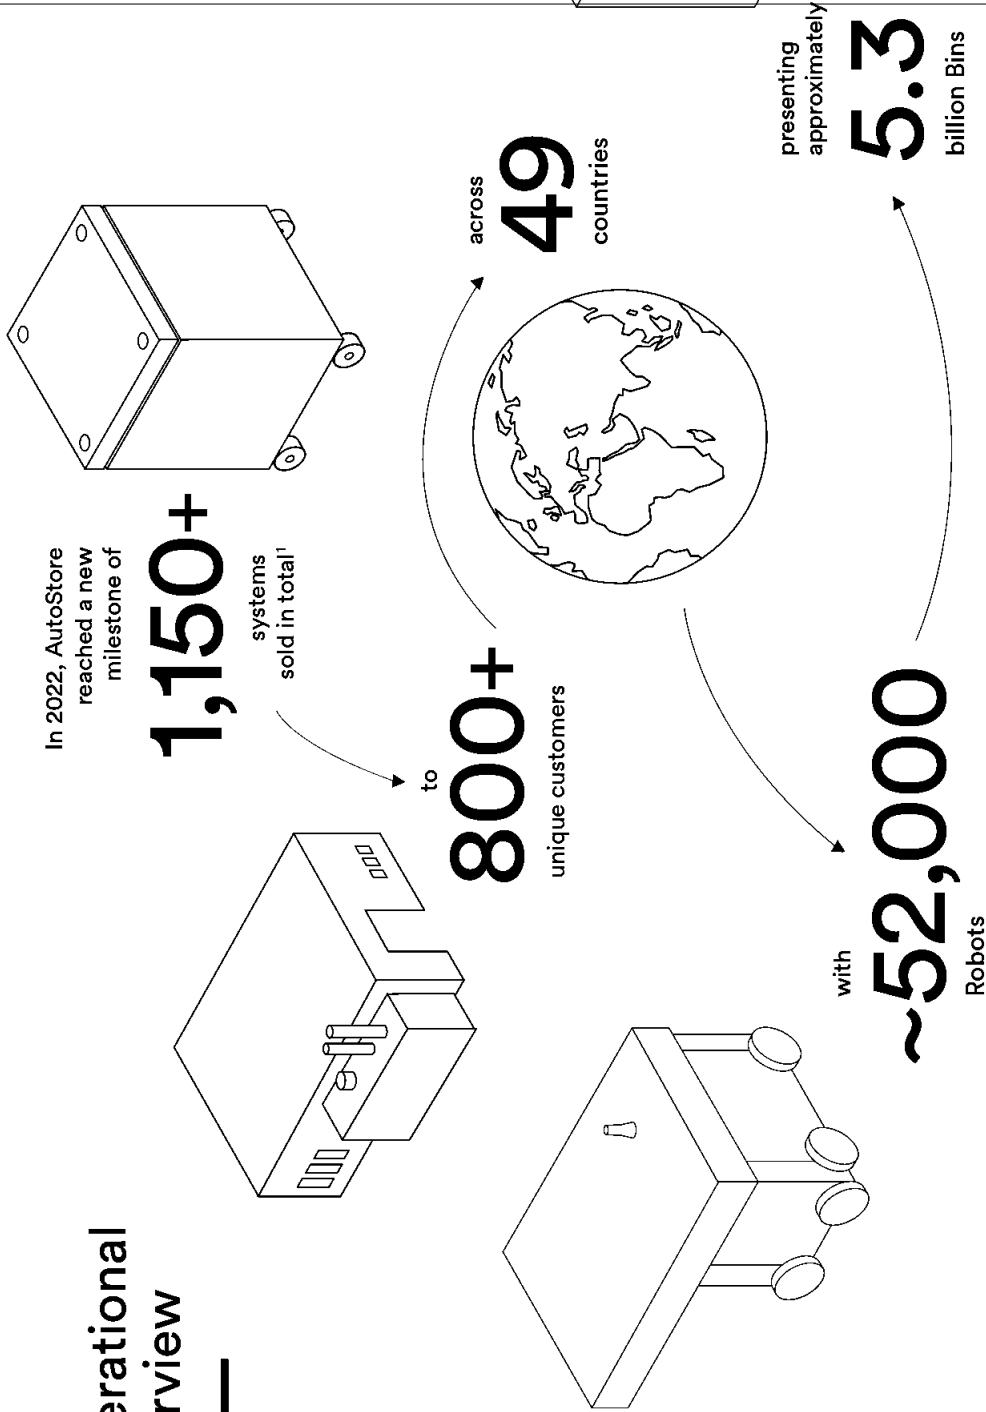 erational
rview
In 2022, AutoStore
reached a new
milestone of
1,150+
systems
sold in total¹
to
800+
unique customers
across
49
countries
with
~52,000
Robots
presenting
approximately
5.3
billion Bins